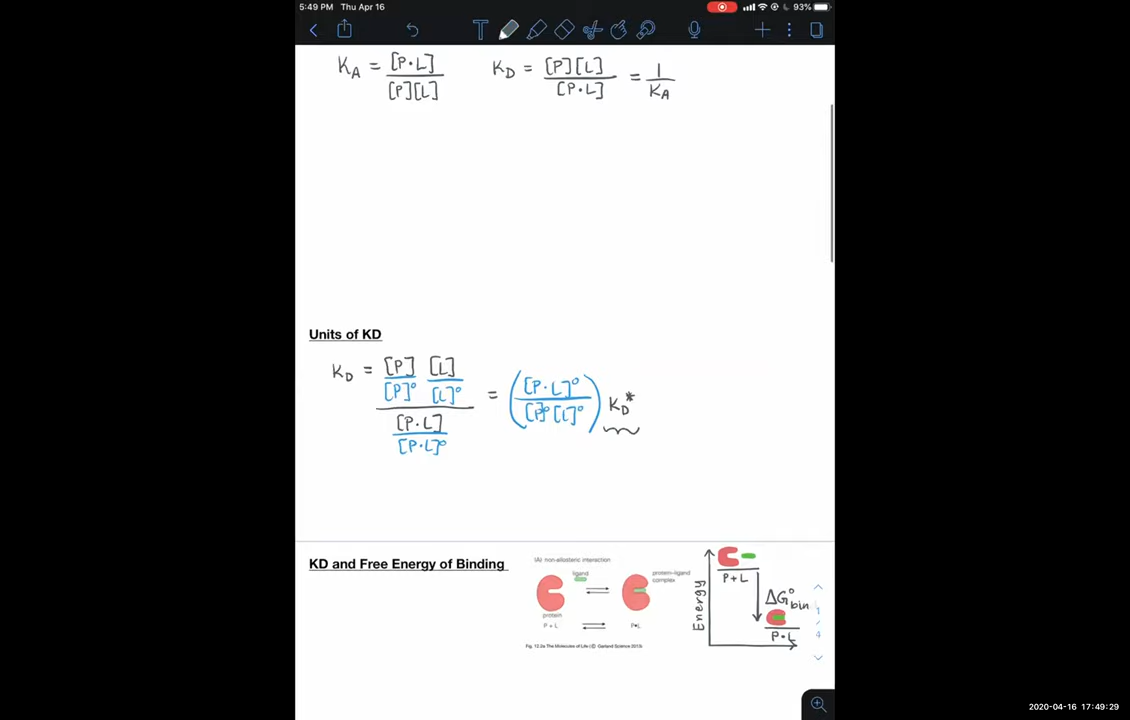 5:49 PM Thu Apr 16 93%
K_A = [P·L] / [P][L]    K_D = [P][L] / [P·L] = 1 / K_A
Units of KD
K_D = ([P] / [P]° [L] / [L]°) / ([P·L] / [P·L]°) = ([P·L]° / [P]° [L]°) K_D*
KD and Free Energy of Binding
(A) non-allosteric interaction
ligand
protein-ligand
complex
protein
P + L
P•L
Fig. 12.2a The Molecules of Life (© Garland Science 2013)
Energy
P+L
ΔG°bin
P·L
1
/
4
2020-04-16 17:49:29